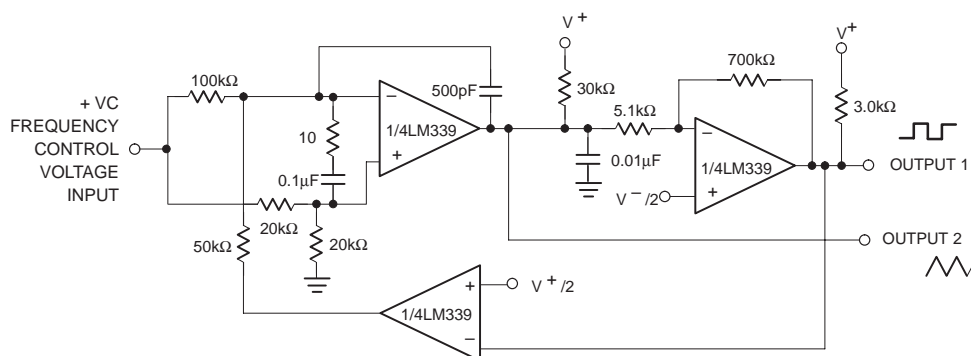 + VC
FREQUENCY
CONTROL
VOLTAGE
INPUT
100kΩ
10
0.1µF
20kΩ
20kΩ
50kΩ
500pF
−
1/4LM339
+
V+
30kΩ
5.1kΩ
0.01µF
700kΩ
−
1/4LM339
+
V−/2
V+
3.0kΩ
OUTPUT 1
OUTPUT 2
+
V+/2
1/4LM339
−